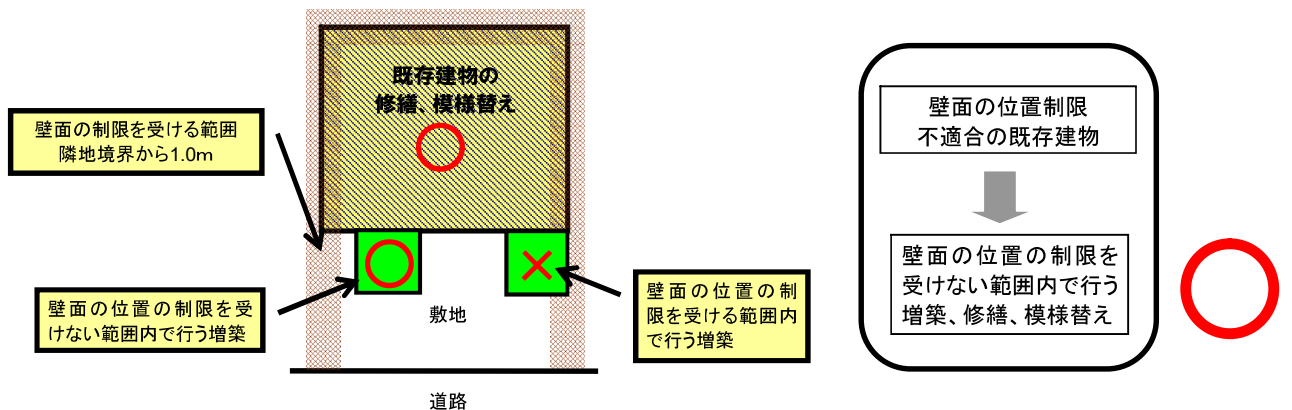 既存建物の
修繕、模様替え
壁面の制限を受ける範囲
隣地境界から1.0m
壁面の位置の制限を受
けない範囲内で行う増築
敷地
壁面の位置の制
限を受ける範囲内
で行う増築
道路
壁面の位置制限
不適合の既存建物
壁面の位置の制限を
受けない範囲内で行う
増築、修繕、模様替え